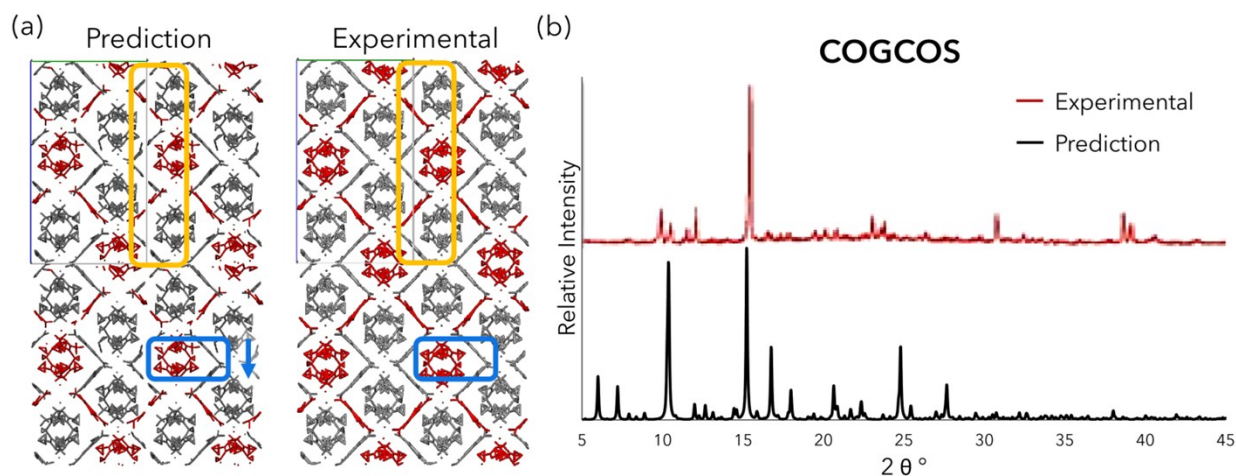 (a)
Prediction
Experimental
(b)
COGCOS
Experimental
Prediction
Relative Intensity
5 10 15 20 25 30 35 40 45
2 θ °